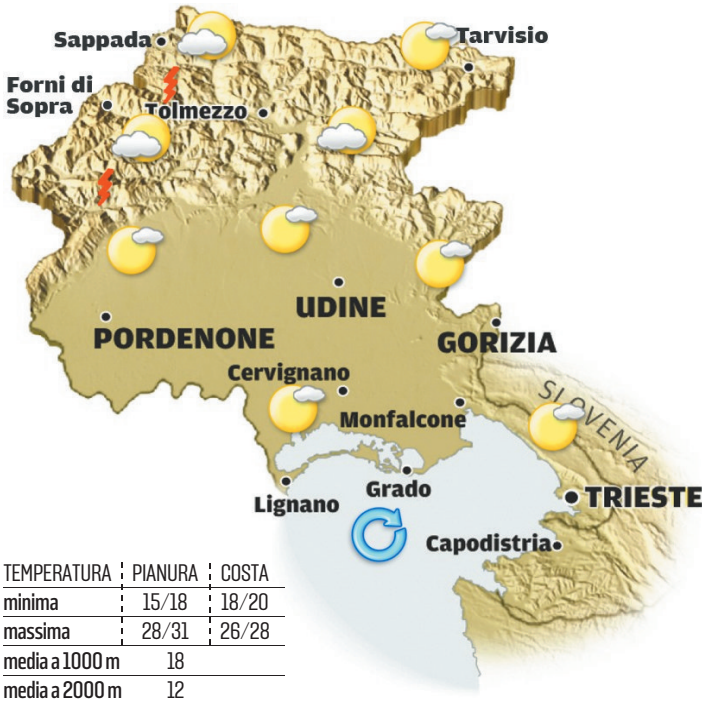 Sappada
Tarvisio
Forni di
Sopra
Tolmezzo
UDINE
PORDENONE
GORIZIA
Cervignano
SLOVENIA
Monfalcone
Lignano
Grado
TRIESTE
Capodistria
TEMPERATURA PIANURA COSTA
minima 15/18 18/20
massima 28/31 26/28
media a 1000 m 18
media a 2000 m 12